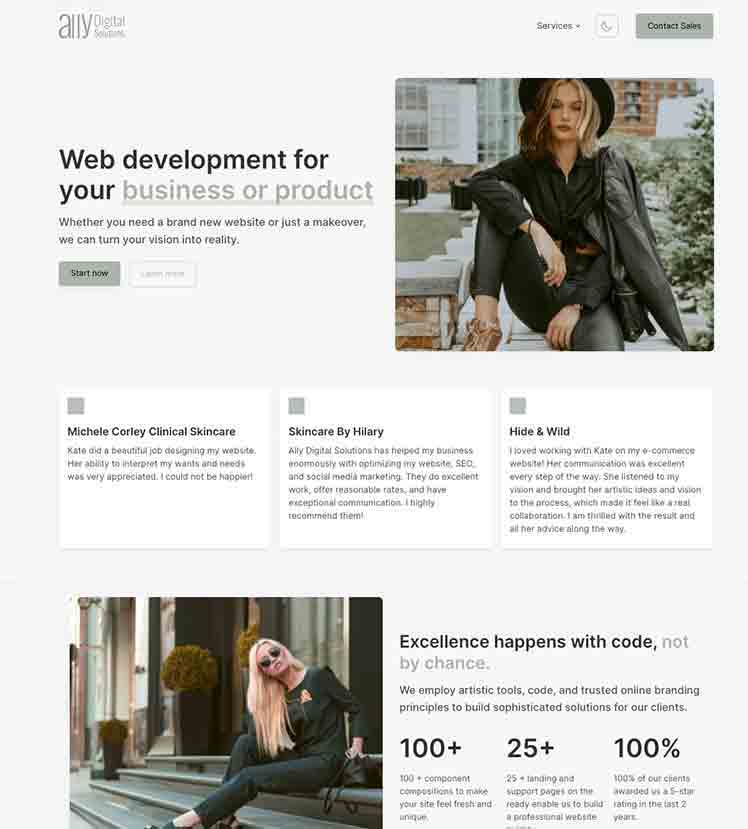 ally Digital
Solutions.
Services
Contact Sales
Web development for
your business or product
Whether you need a brand new website or just a makeover,
we can turn your vision into reality.
Start now
Learn more
Michele Corley Clinical Skincare
Kate did a beautiful job designing my website.
Her ability to interpret my wants and needs
was very appreciated. I could not be happier!
Skincare By Hilary
Ally Digital Solutions has helped my business
enormously with optimizing my website, SEO,
and social media marketing. They do excellent
work, offer reasonable rates, and have
exceptional communication. I highly
recommend them!
Hide & Wild
I loved working with Kate on my e-commerce
website! Her communication was excellent
every step of the way. She listened to my
vision and brought her artistic ideas and vision
to the process, which made it feel like a real
collaboration. I am thrilled with the result and
all her advice along the way.
Excellence happens with code, not
by chance.
We employ artistic tools, code, and trusted online branding
principles to build sophisticated solutions for our clients.
100+
100 + component
compositions to make
your site feel fresh and
unique.
25+
25 + landing and
support pages on the
ready enable us to build
a professional website
100%
100% of our clients
awarded us a 5-star
rating in the last 2
years.